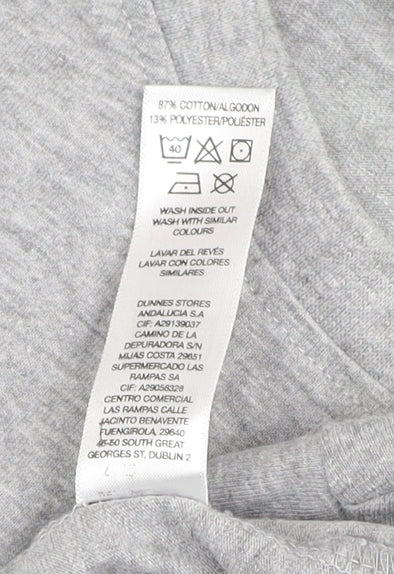 87% COTTON/ALGODON
13% POLYESTER/POLIÉSTER
40
WASH INSIDE OUT
WASH WITH SIMILAR
COLOURS
LAVAR DEL REVÉS
LAVAR CON COLORES
SIMILARES
DUNNES STORES
ANDALUCIA S.A
CIF: A29139037
CAMINO DE LA
DEPURADORA S/N
MIJAS COSTA 29651
SUPERMERCADO LAS
RAMPAS SA
CIF: A29056328
CENTRO COMERCIAL
LAS RAMPAS CALLE
JACINTO BENAVENTE
FUENGIROLA, 29640
46-50 SOUTH GREAT
GEORGES ST, DUBLIN 2